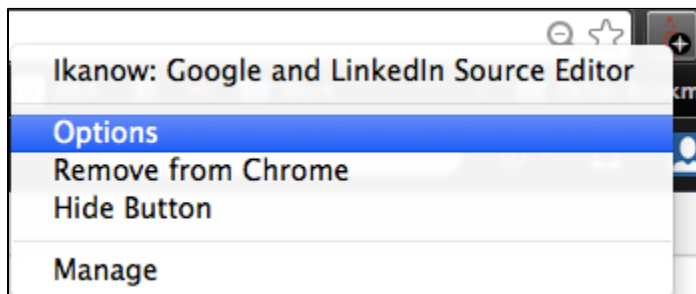 Ikanow: Google and LinkedIn Source Editor
Options
Remove from Chrome
Hide Button
Manage